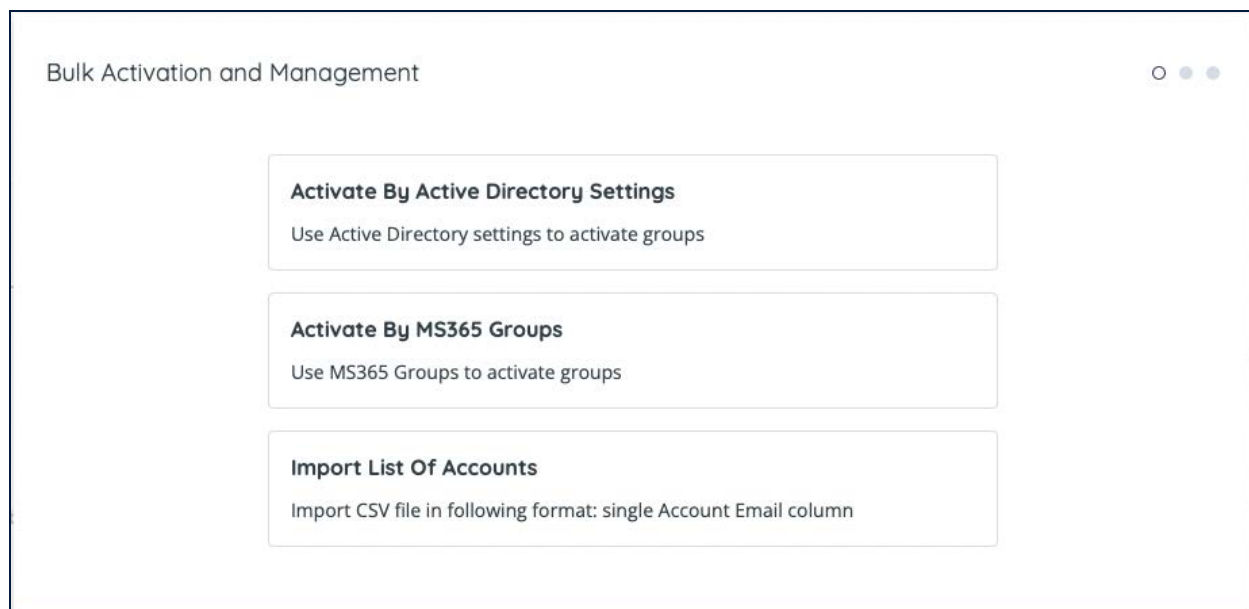 Bulk Activation and Management
Activate By Active Directory Settings
Use Active Directory settings to activate groups
Activate By MS365 Groups
Use MS365 Groups to activate groups
Import List Of Accounts
Import CSV file in following format: single Account Email column